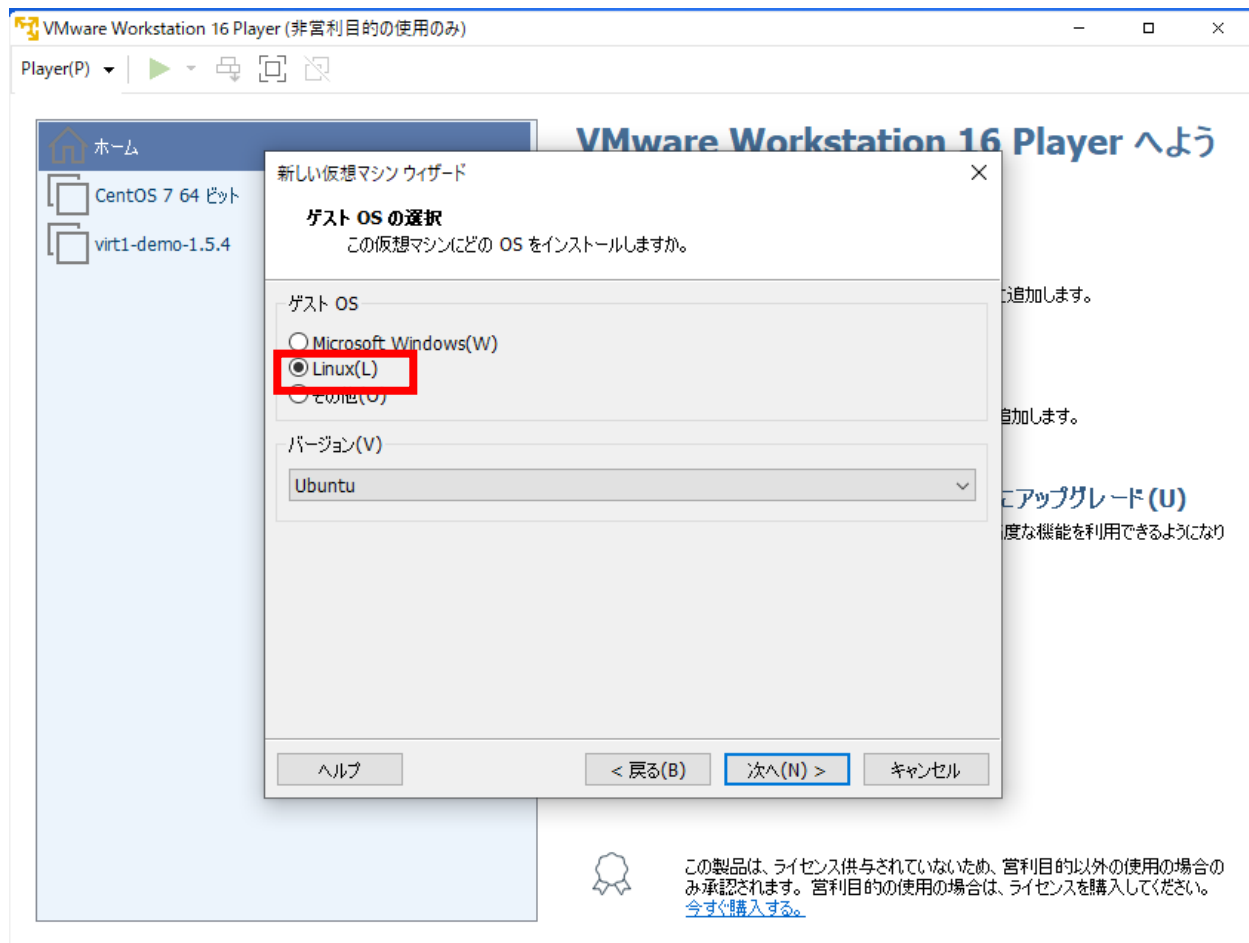 VMware Workstation 16 Player (非営利目的の使用のみ)
Player(P)
ホーム
CentOS 7 64 ビット
virt1-demo-1.5.4
VMware Workstation 16 Player へよう
新しい仮想マシン ウィザード
ゲスト OS の選択
この仮想マシンにどの OS をインストールしますか。
ゲスト OS
Microsoft Windows(W)
Linux(L)
その他(O)
バージョン(V)
Ubuntu
追加します。
追加します。
にアップグレード(U)
度な機能を利用できるようになり
ヘルプ
< 戻る(B)
次へ(N) >
キャンセル
この製品は、ライセンス供与されていないため、営利目的以外の使用の場合の
み承認されます。営利目的の使用の場合は、ライセンスを購入してください。
今すぐ購入する。